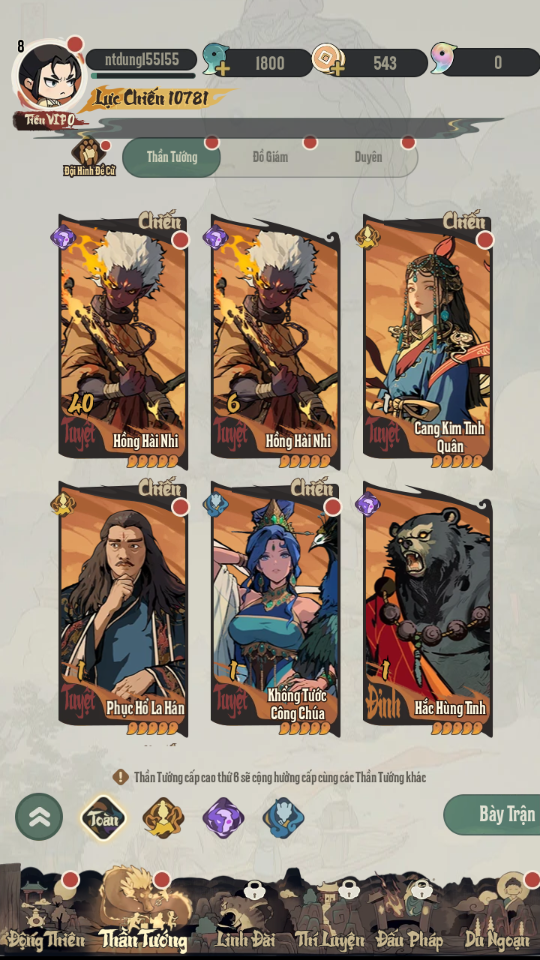 8
ntdung155155
1800
543
0
Lực Chiến 10781
Tiên VIP 0
Đội Hình Đề Cử
Thần Tướng
Đồ Giám
Duyên
Chiến
Chiến
40
6
Tuyệt
Hồng Hài Nhi
Tuyệt
Hồng Hài Nhi
Tuyệt
Cang Kim Tinh
Quân
Chiến
Chiến
1
1
1
Tuyệt
Phục Hổ La Hán
Tuyệt
Khổng Tước
Công Chúa
Đỉnh
Hắc Hùng Tinh
Thần Tướng cấp cao thứ 6 sẽ cộng hưởng cấp cùng các Thần Tướng khác
Toàn
Bày Trận
Động Thiên
Thần Tướng
Linh Đài
Thí Luyện
Đấu Pháp
Du Ngoạn